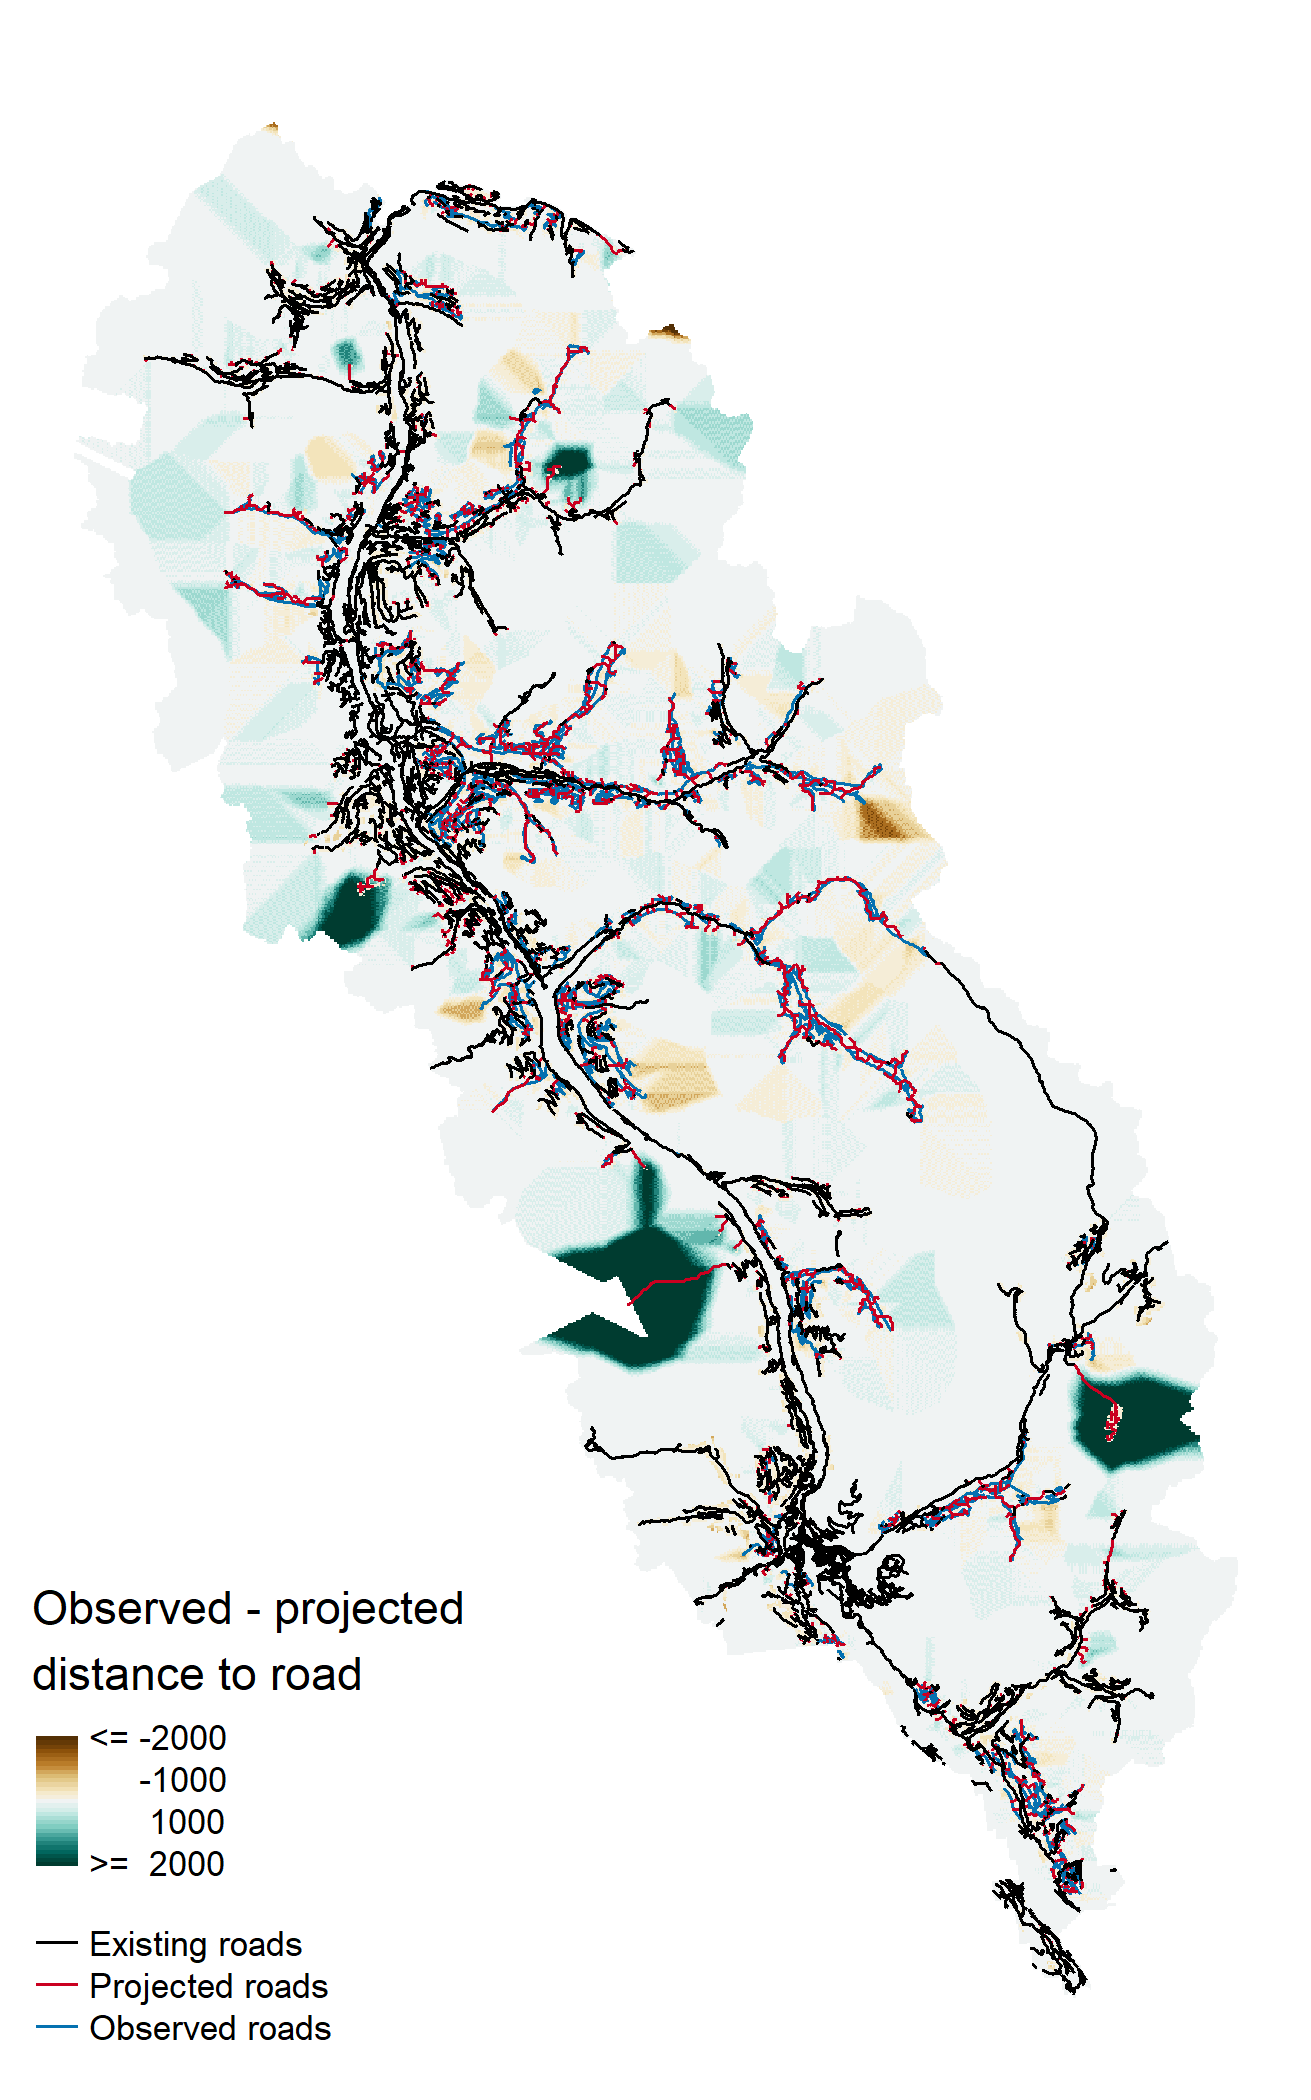 Observed - projected
distance to road
<= -2000
-1000
1000
>= 2000
Existing roads
Projected roads
Observed roads